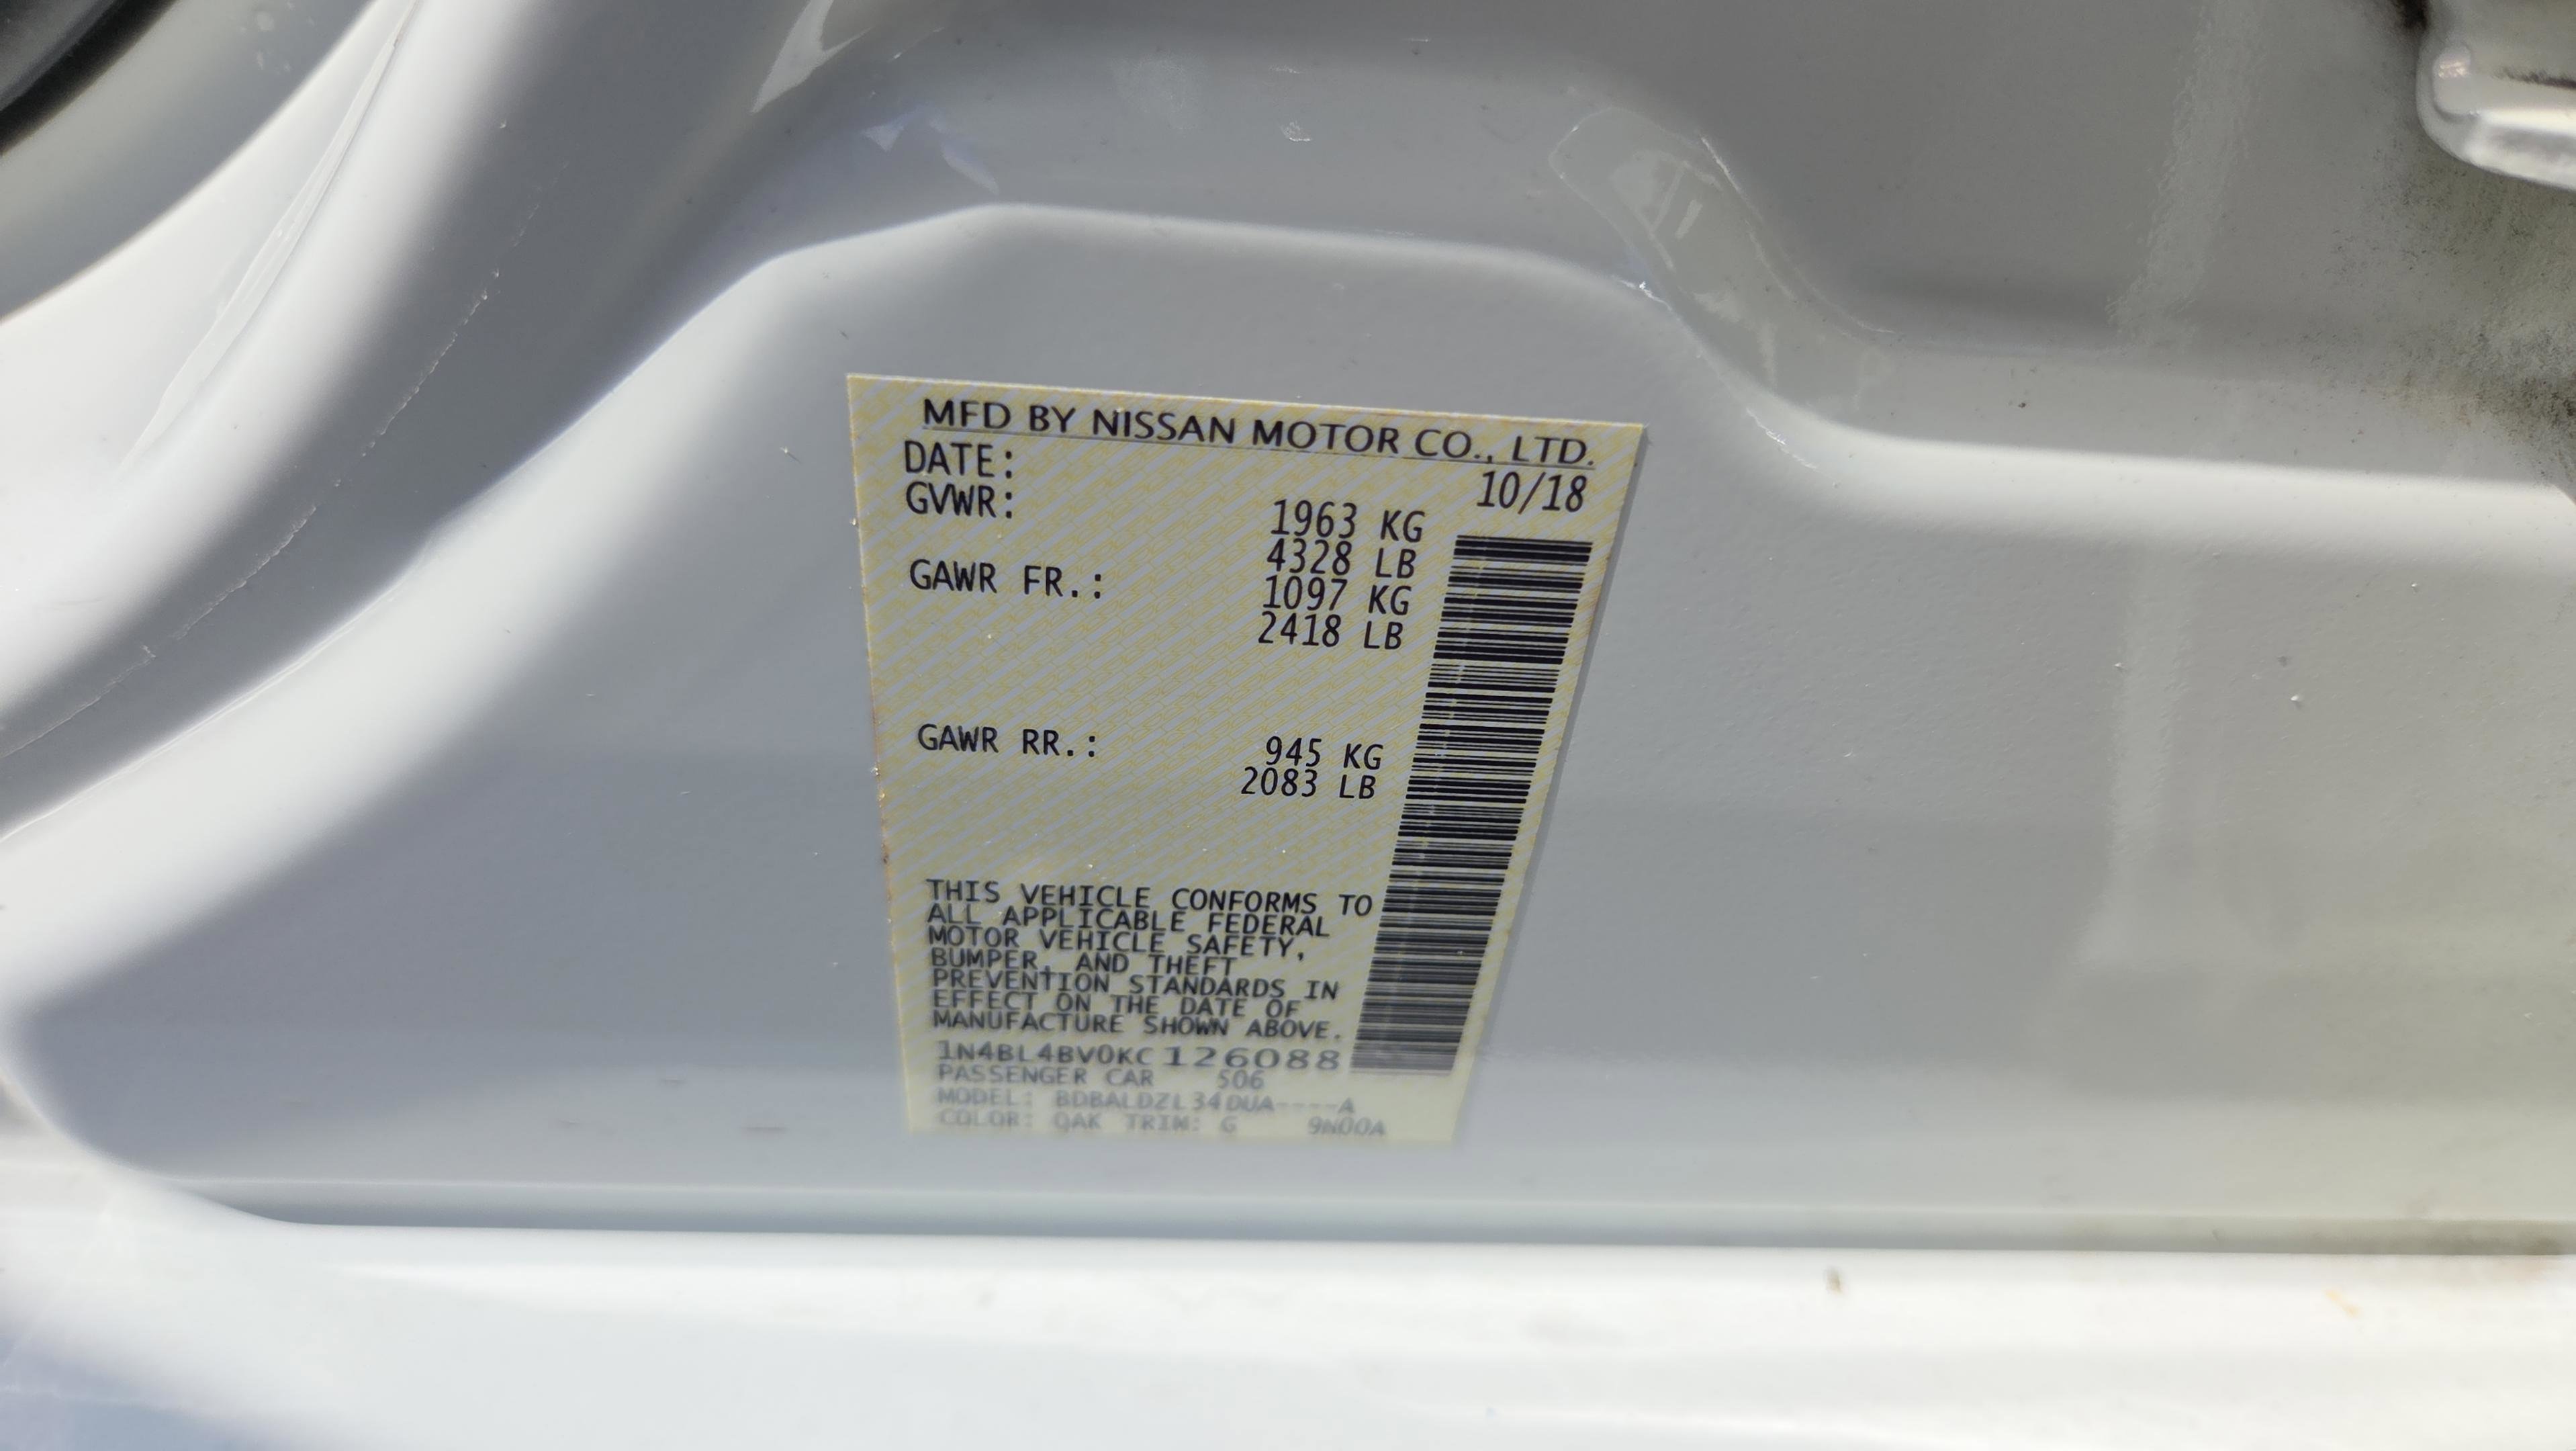 MFD BY NISSAN MOTOR CO., LTD.
DATE: 10/18
GVWR: 1963 KG
4328 LB
GAWR FR.: 1097 KG
2418 LB
GAWR RR.: 945 KG
2083 LB
THIS VEHICLE CONFORMS TO
ALL APPLICABLE FEDERAL
MOTOR VEHICLE SAFETY,
BUMPER, AND THEFT
PREVENTION STANDARDS IN
EFFECT ON THE DATE OF
MANUFACTURE SHOWN ABOVE.
1N4BL4BV0KC126088
PASSENGER CAR 506
MODEL: BDBALDZL34DUA----A
COLOR: QAK TRIM: G 9N00A